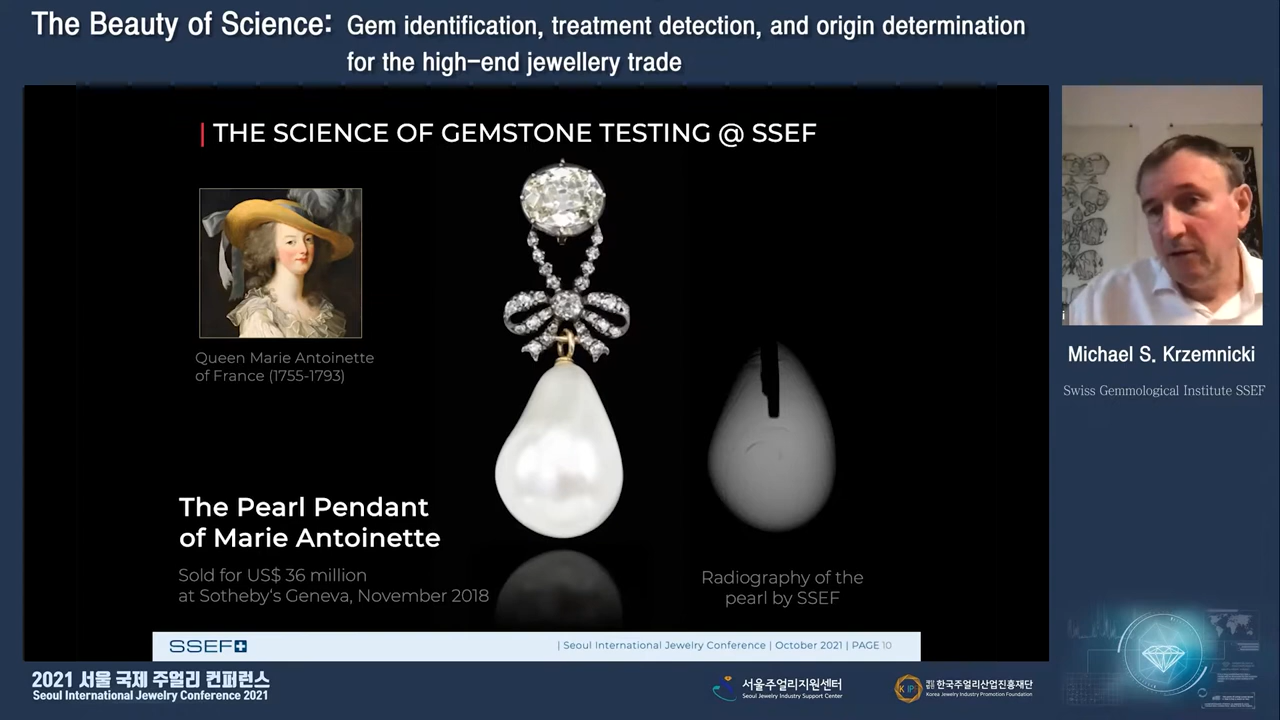 The Beauty of Science: Gem identification, treatment detection, and origin determination
for the high-end jewellery trade
| THE SCIENCE OF GEMSTONE TESTING @ SSEF
Queen Marie Antoinette
of France (1755-1793)
The Pearl Pendant
of Marie Antoinette
Sold for US$ 36 million
at Sotheby's Geneva, November 2018
Radiography of the
pearl by SSEF
SSEF
| Seoul International Jewelry Conference | October 2021 | PAGE 10
Michael S. Krzemnicki
Swiss Gemmological Institute SSEF
2021 서울 국제 주얼리 컨퍼런스
Seoul International Jewelry Conference 2021
서울주얼리지원센터
Seoul Jewelry Industry Support Center
재단법인 한국주얼리산업진흥재단
Korea Jewelry Industry Promotion Foundation